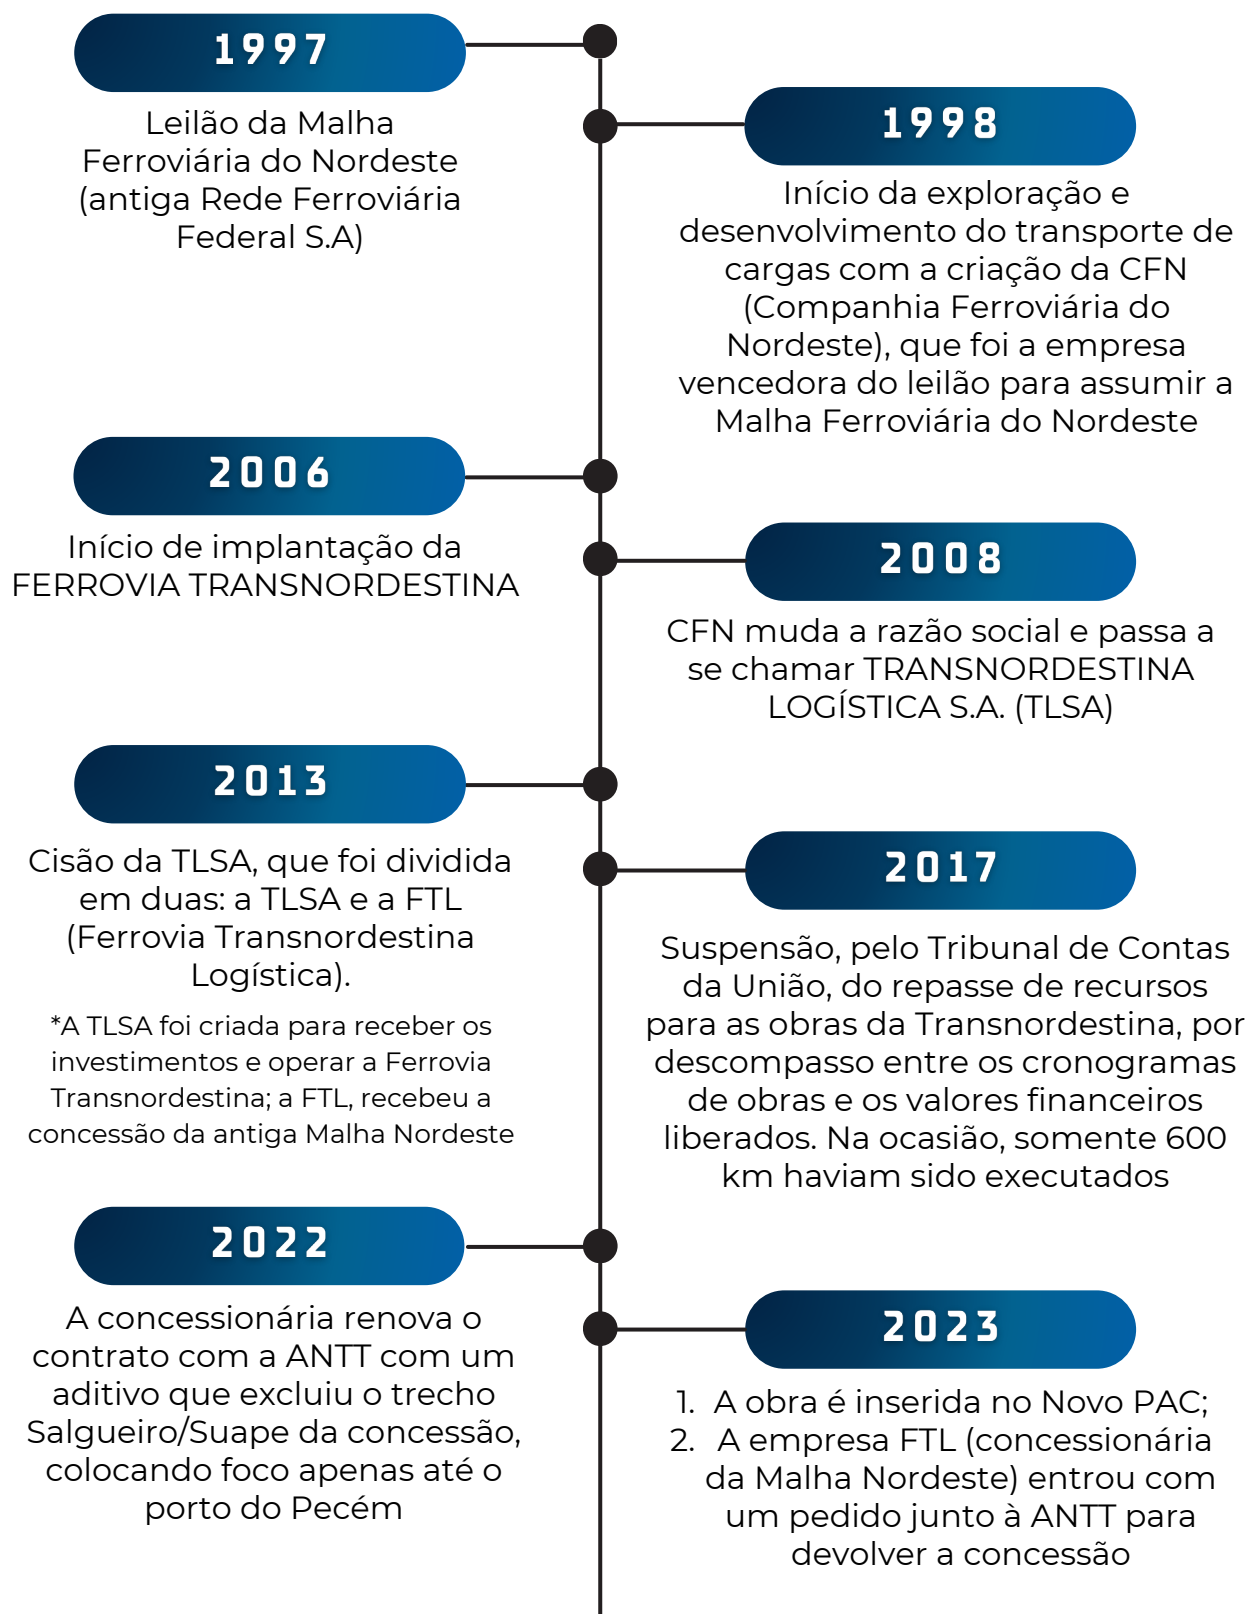 1997
Leilão da Malha
Ferroviária do Nordeste
(antiga Rede Ferroviária
Federal S.A)
1998
Início da exploração e
desenvolvimento do transporte de
cargas com a criação da CFN
(Companhia Ferroviária do
Nordeste), que foi a empresa
vencedora do leilão para assumir a
Malha Ferroviária do Nordeste
2006
Início de implantação da
FERROVIA TRANSNORDESTINA
2008
CFN muda a razão social e passa a
se chamar TRANSNORDESTINA
LOGÍSTICA S.A. (TLSA)
2013
Cisão da TLSA, que foi dividida
em duas: a TLSA e a FTL
(Ferrovia Transnordestina
Logística).
*A TLSA foi criada para receber os
investimentos e operar a Ferrovia
Transnordestina; a FTL, recebeu a
concessão da antiga Malha Nordeste
2017
Suspensão, pelo Tribunal de Contas
da União, do repasse de recursos
para as obras da Transnordestina, por
descompasso entre os cronogramas
de obras e os valores financeiros
liberados. Na ocasião, somente 600
km haviam sido executados
2022
A concessionária renova o
contrato com a ANTT com um
aditivo que excluiu o trecho
Salgueiro/Suape da concessão,
colocando foco apenas até o
porto do Pecém
2023
1. A obra é inserida no Novo PAC;
2. A empresa FTL (concessionária
da Malha Nordeste) entrou com
um pedido junto à ANTT para
devolver a concessão